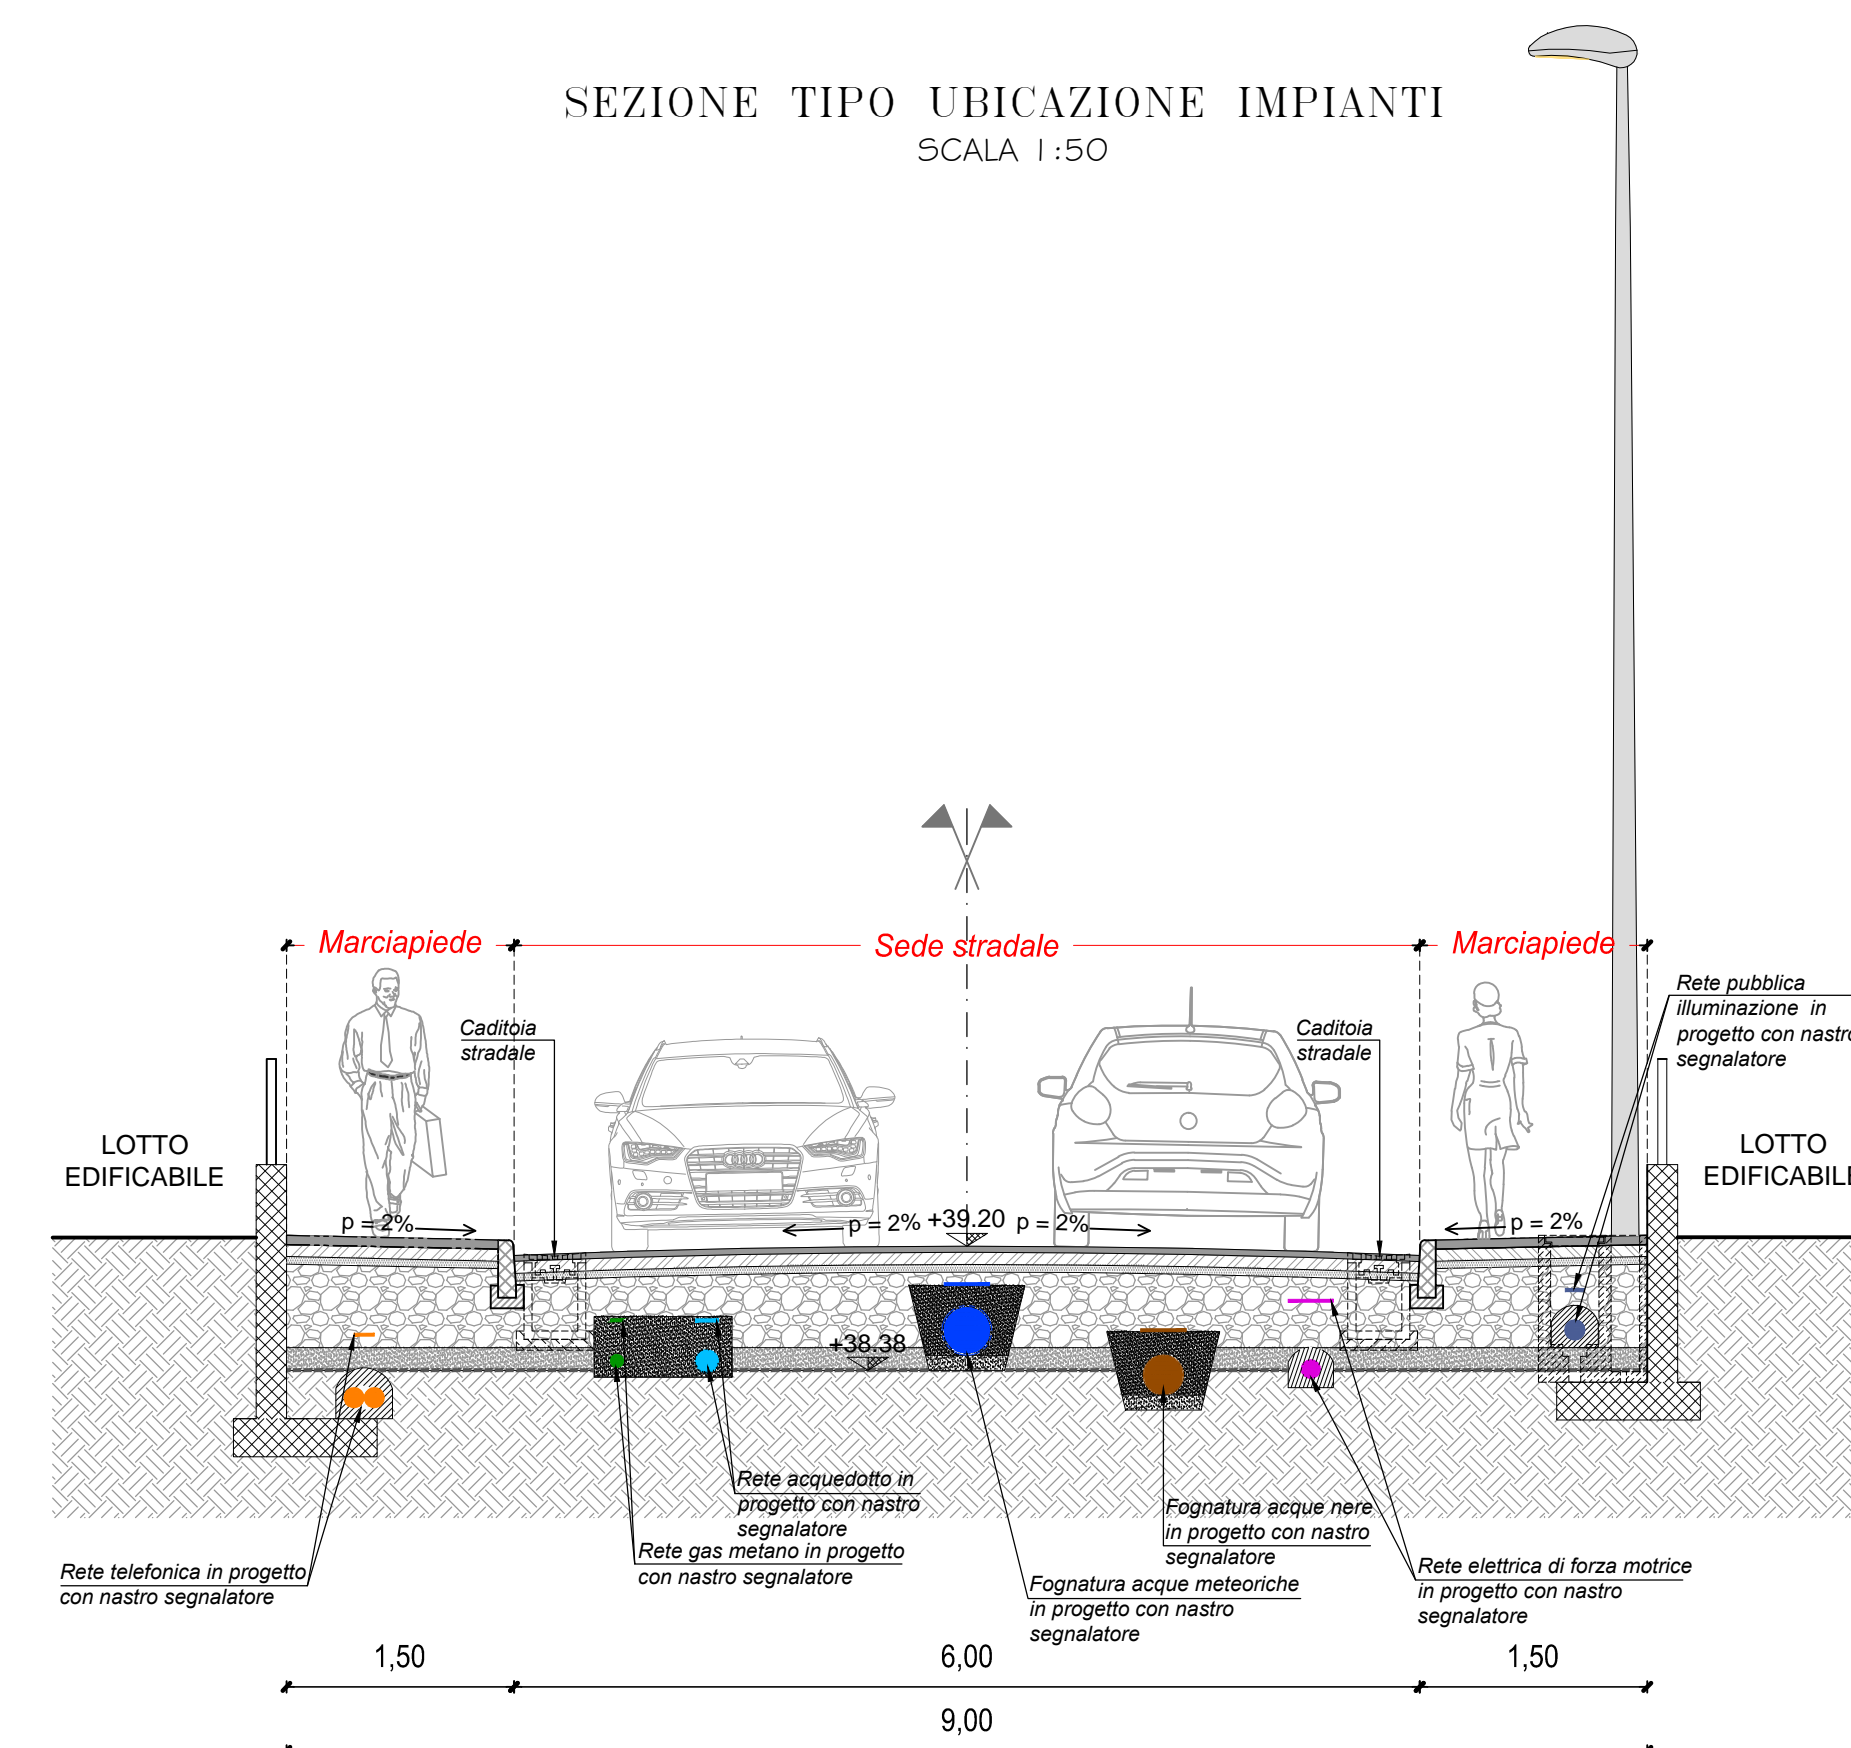 SEZIONE TIPO UBICAZIONE IMPIANTI
SCALA 1:50
Marciapiede
Sede stradale
Marciapiede
Rete pubblica
illuminazione in
progetto con nastro
segnalatore
Caditoia
stradale
Caditoia
stradale
LOTTO
EDIFICABILE
LOTTO
EDIFICABILE
p = 2%
p = 2%
+39.20
p = 2%
p = 2%
+38.38
Rete acquedotto in
progetto con nastro
segnalatore
Rete gas metano in progetto
con nastro segnalatore
Fognatura acque nere
in progetto con nastro
segnalatore
Rete telefonica in progetto
con nastro segnalatore
Fognatura acque meteoriche
in progetto con nastro
segnalatore
Rete elettrica di forza motrice
in progetto con nastro
segnalatore
1,50
6,00
1,50
9,00